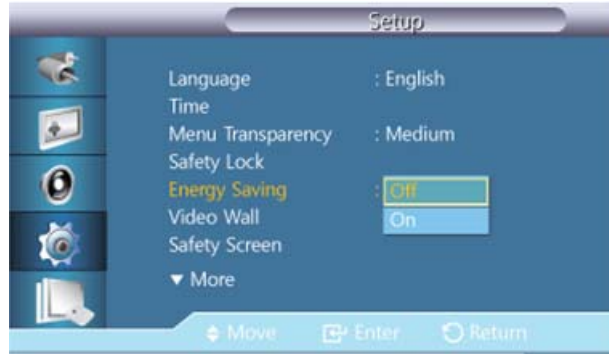 Setup
Language : English
Time
Menu Transparency : Medium
Safety Lock
Energy Saving : Off
On
Video Wall
Safety Screen
▼ More
Move Enter Return